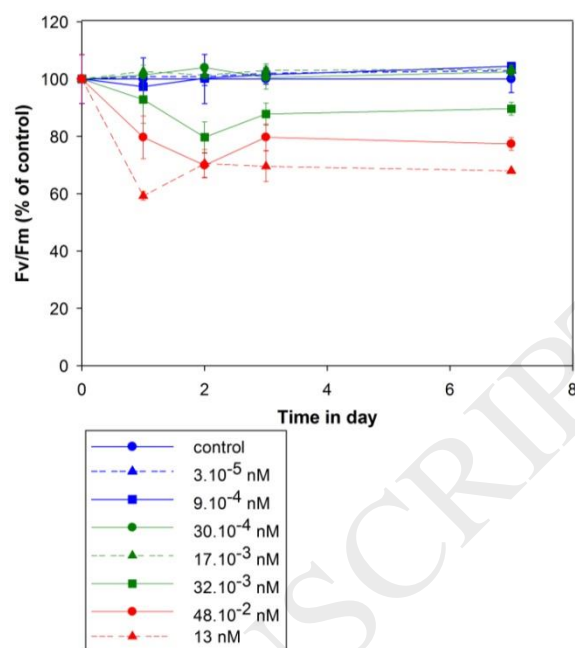 120
100
80
60
40
20
0
Fv/Fm (% of control)
0 2 4 6 8
Time in day
control
3.10⁻⁵ nM
9.10⁻⁴ nM
30.10⁻⁴ nM
17.10⁻³ nM
32.10⁻³ nM
48.10⁻² nM
13 nM
USCRIPT